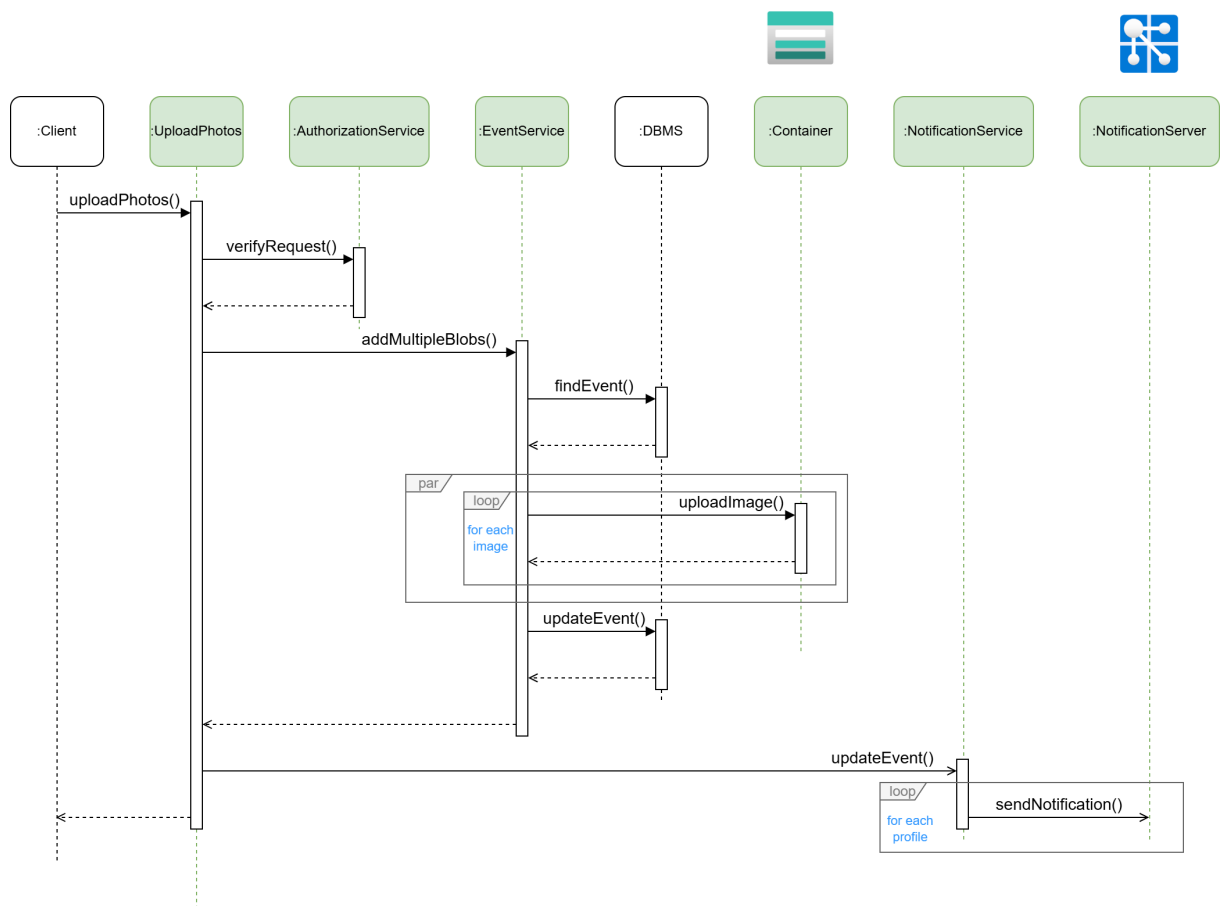 :Client
:UploadPhotos
:AuthorizationService
:EventService
:DBMS
:Container
:NotificationService
:NotificationServer
uploadPhotos()
verifyRequest()
addMultipleBlobs()
findEvent()
par
loop
for each
image
uploadImage()
updateEvent()
updateEvent()
loop
for each
profile
sendNotification()